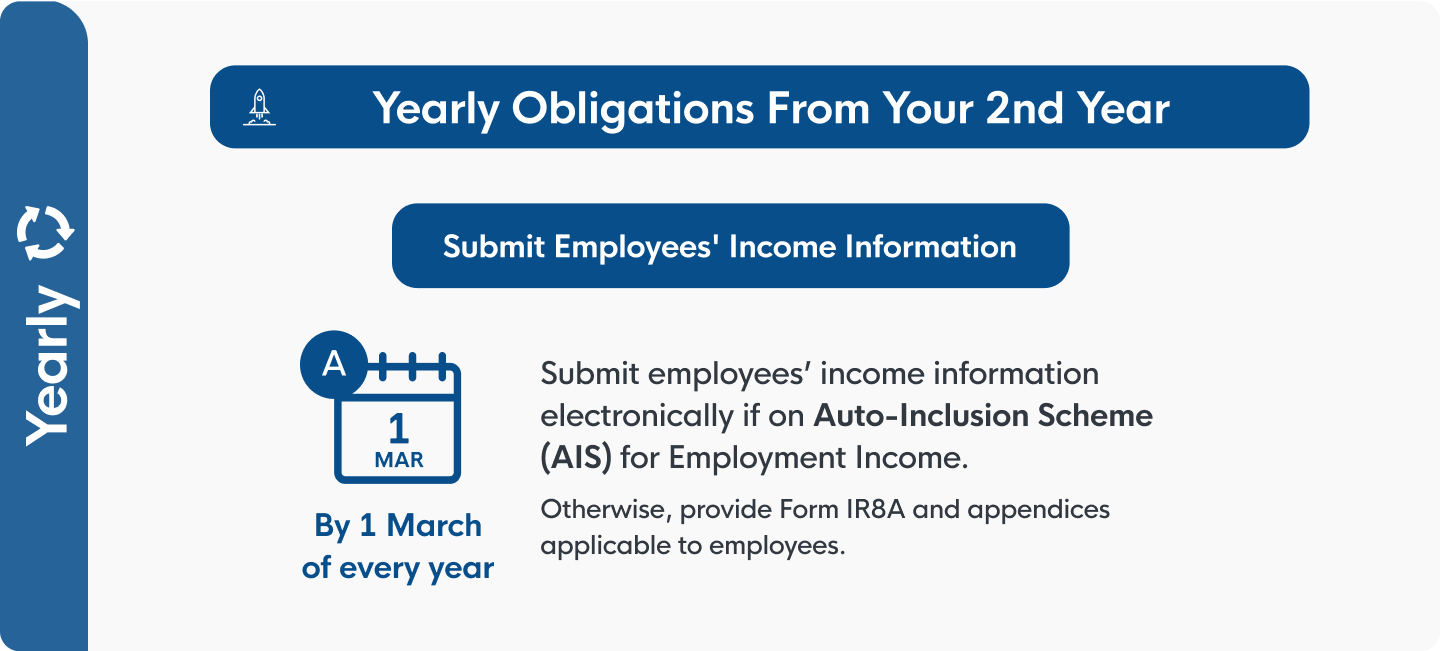 Yearly
Yearly Obligations From Your 2nd Year
Submit Employees' Income Information
A
1
MAR
By 1 March
of every year
Submit employees’ income information
electronically if on Auto-Inclusion Scheme
(AIS) for Employment Income.
Otherwise, provide Form IR8A and appendices
applicable to employees.